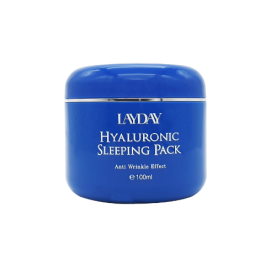 LAYDAY
HYALURONIC
SLEEPING PACK
Anti Wrinkle Effect
℮100ml